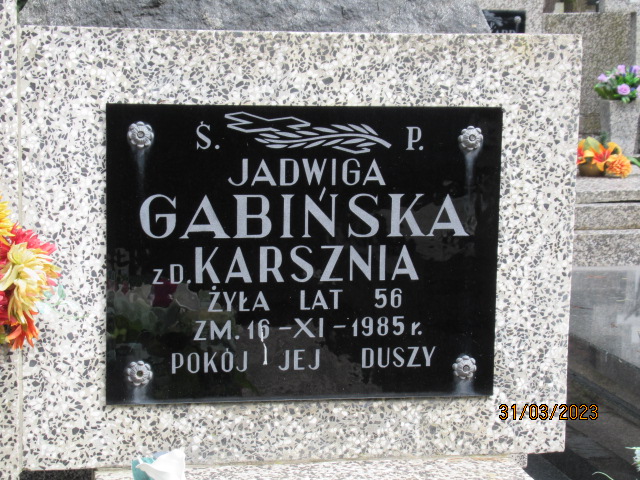 Ś. P.
JADWIGA
GABIŃSKA
z D. KARSZNIA
ŻYŁA LAT 56
ZM. 16-XI-1985 r.
POKÓJ JEJ DUSZY
31/03/2023